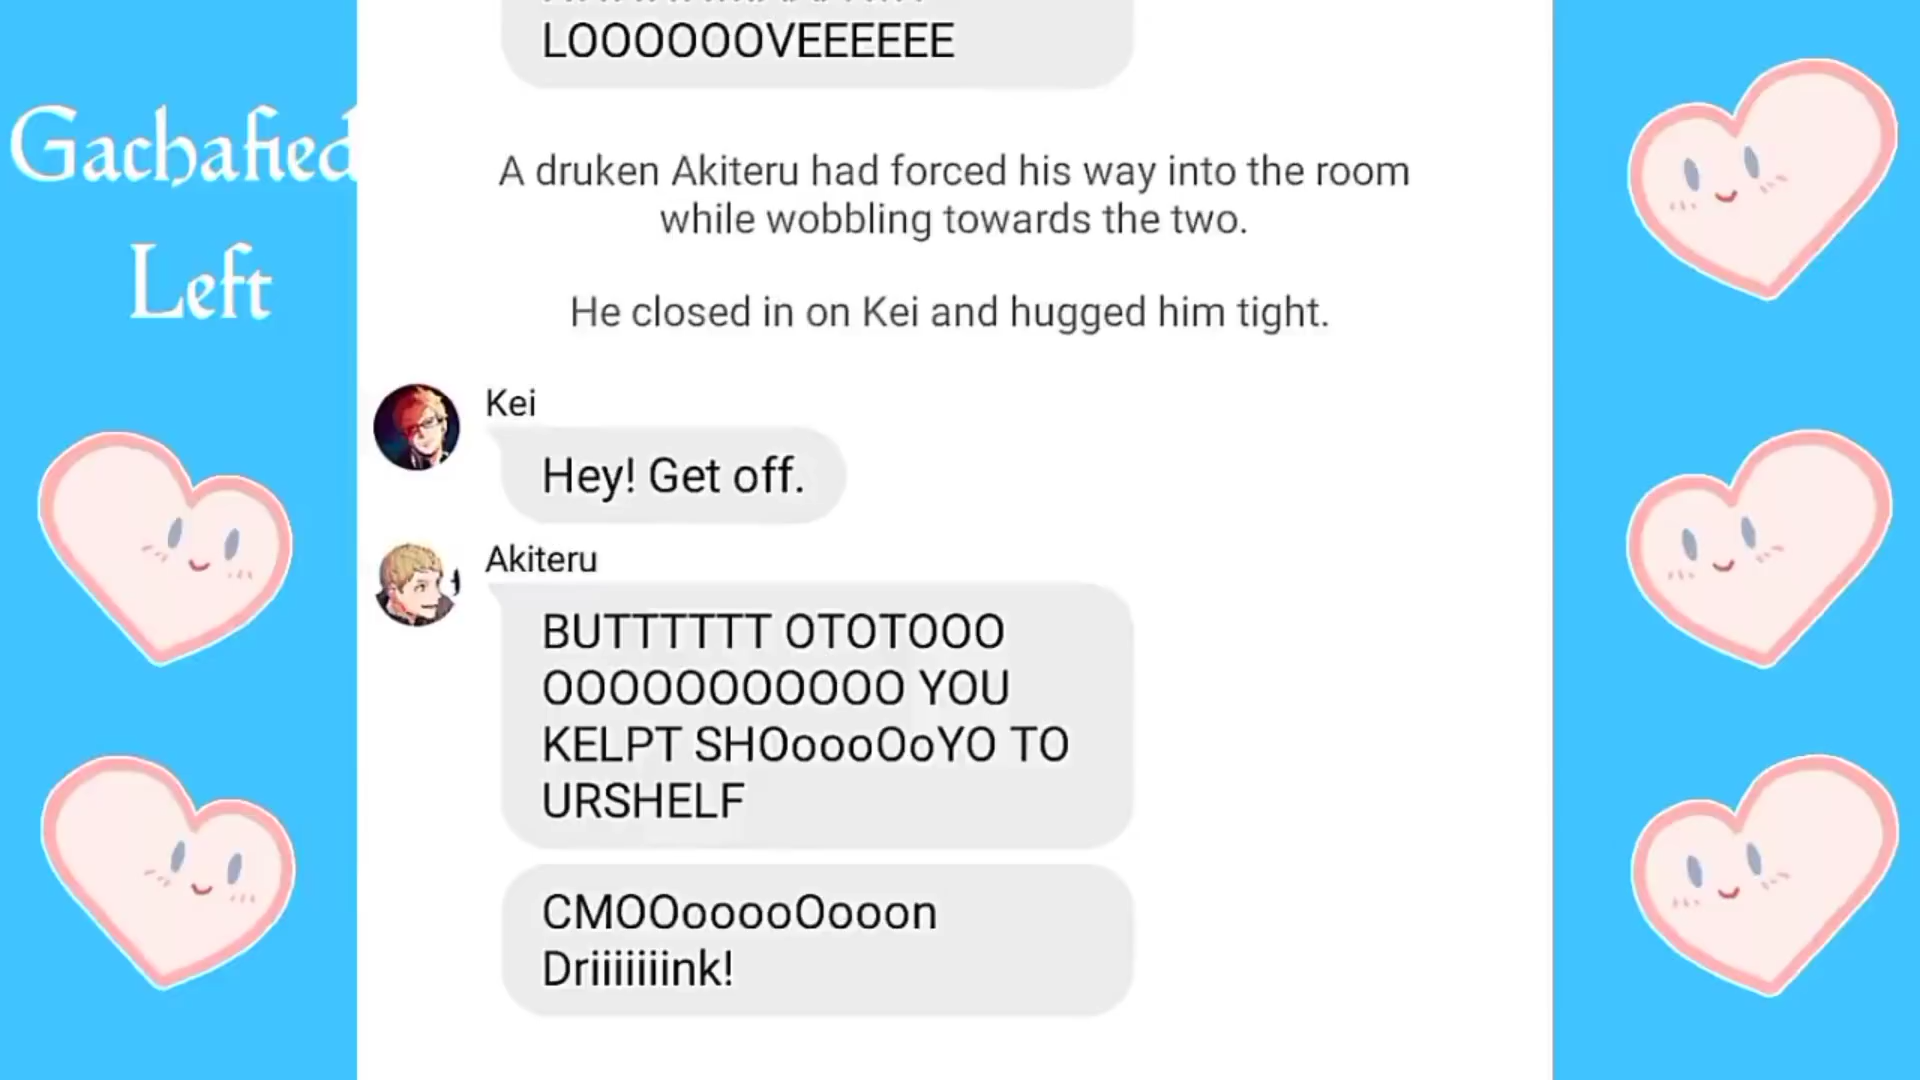 LOOOOOOVEEEEEE
Gachafied
Left
A druken Akiteru had forced his way into the room
while wobbling towards the two.
He closed in on Kei and hugged him tight.
Kei
Hey! Get off.
Akiteru
BUTTTTTT OTOTOOO
OOOOOOOOOOO YOU
KELPT SHOoooOoYO TO
URSHELF
CMOOooooOooon
Driiiiiiink!